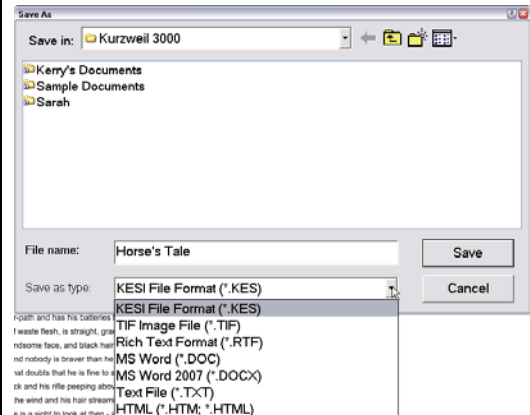 Save As
Save in: Kurzweil 3000
Kerry's Documents
Sample Documents
Sarah
File name: Horse's Tale Save
Save as type: KESI File Format (*.KES) Cancel
KESI File Format (*.KES)
TIF Image File (*.TIF)
Rich Text Format (*.RTF)
MS Word (*.DOC)
MS Word 2007 (*.DOCX)
Text File (*.TXT)
HTML (*.HTM; *.HTML)
-path and has his batteries
waste flesh, is straight,
ndsome face, and black hair
nd nobody is braver than he
at doubts that he is fine to
ck and his rifle peeping abov
he wind and his hair stream
is a sight to look at then